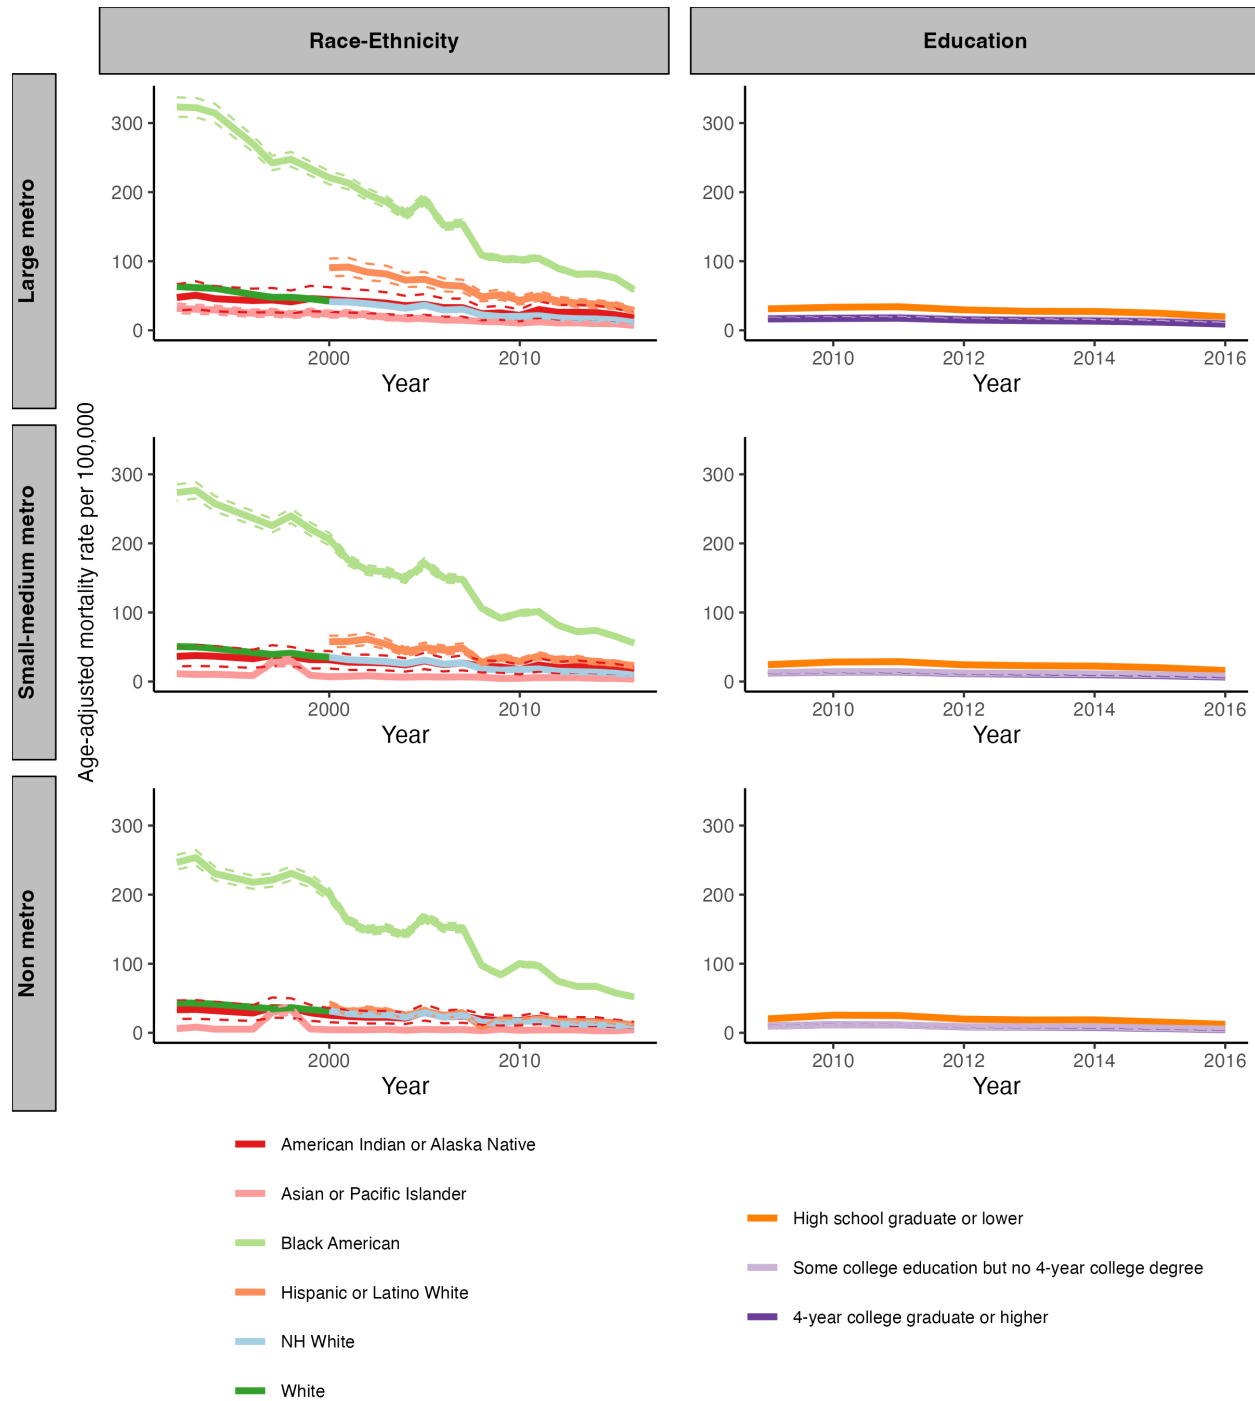 Race-Ethnicity
Education
Large metro
Small-medium metro
Non metro
Age-adjusted mortality rate per 100,000
300
200
100
0
2000
2010
Year
300
200
100
0
2010
2012
2014
2016
Year
300
200
100
0
2000
2010
Year
300
200
100
0
2010
2012
2014
2016
Year
300
200
100
0
2000
2010
Year
300
200
100
0
2010
2012
2014
2016
Year
American Indian or Alaska Native
Asian or Pacific Islander
Black American
Hispanic or Latino White
NH White
White
High school graduate or lower
Some college education but no 4-year college degree
4-year college graduate or higher